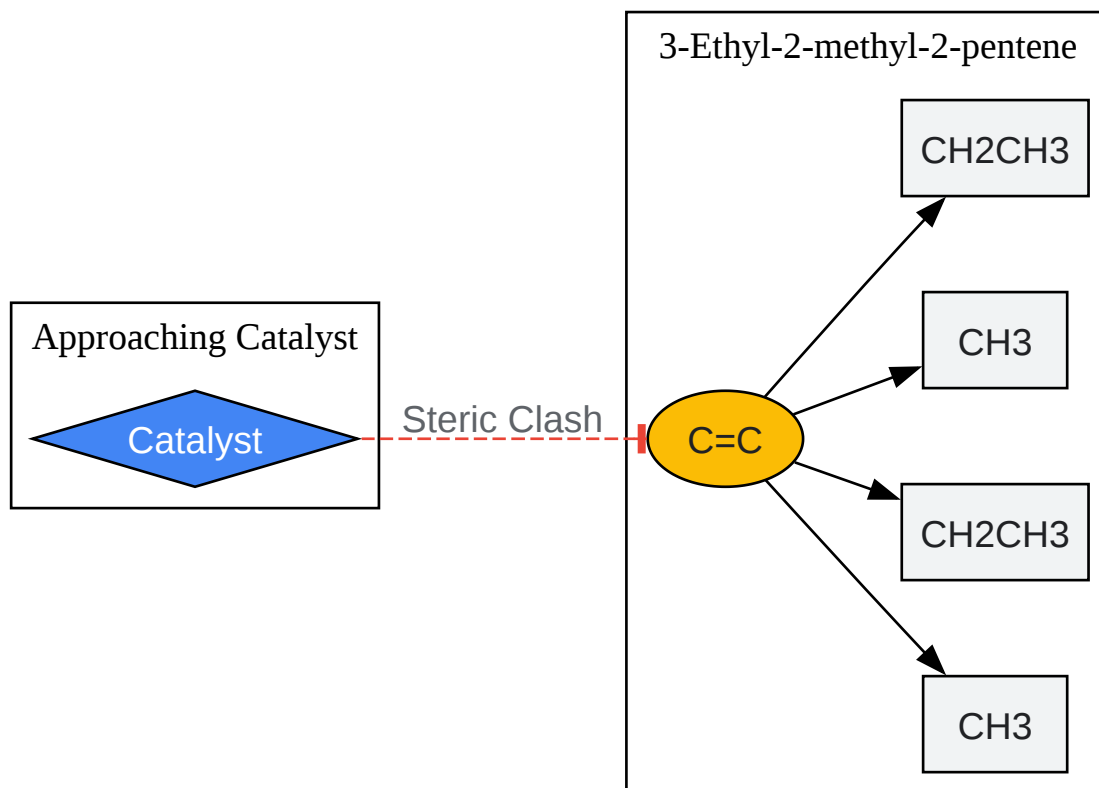 3-Ethyl-2-methyl-2-pentene
CH2CH3
CH3
Approaching Catalyst
Steric Clash
Catalyst
C=C
CH2CH3
CH3